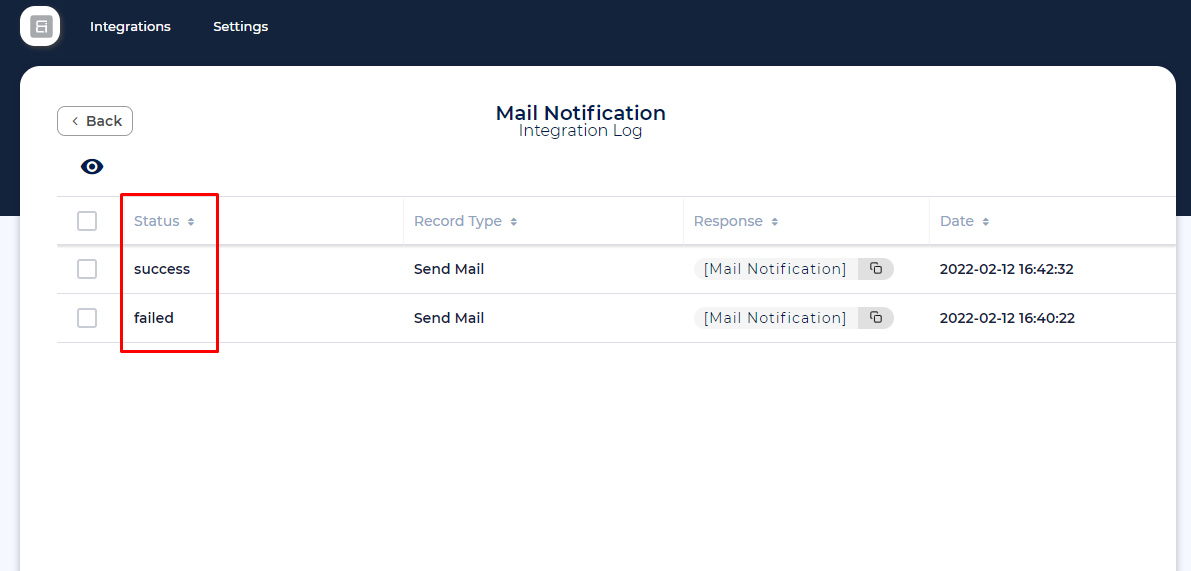 Integrations Settings
Back
Mail Notification
Integration Log
Status Record Type Response Date
success Send Mail [Mail Notification] 2022-02-12 16:42:32
failed Send Mail [Mail Notification] 2022-02-12 16:40:22